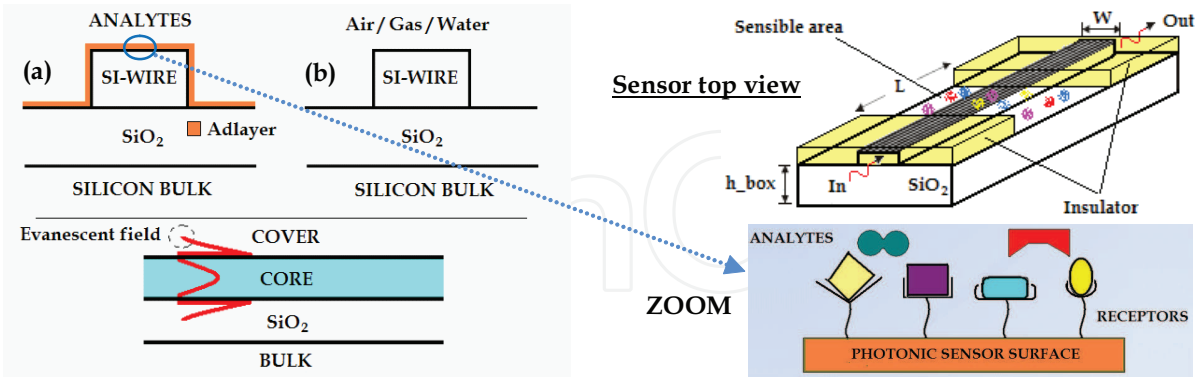 ANALYTES
(a)
SI-WIRE
SiO2
Adlayer
SILICON BULK
Air / Gas / Water
(b)
SI-WIRE
SiO2
SILICON BULK
Evanescent field
COVER
CORE
SiO2
BULK
Sensor top view
Sensible area
W
Out
L
h_box
In
SiO2
Insulator
ZOOM
ANALYTES
RECEPTORS
PHOTONIC SENSOR SURFACE